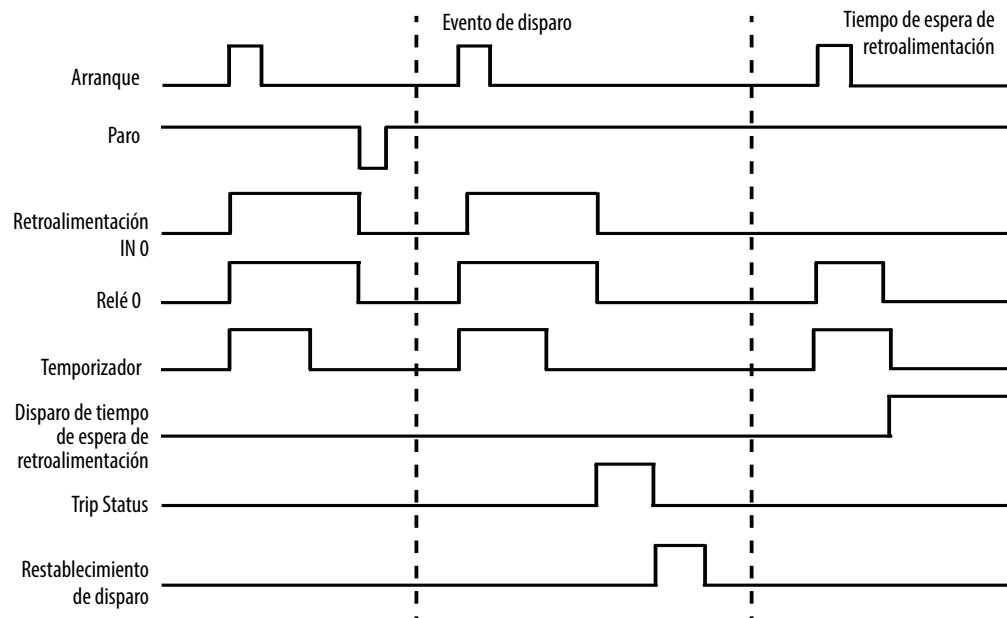 Evento de disparo
Tiempo de espera de
retroalimentación
Arranque
Paro
Retroalimentación
IN 0
Relé 0
Temporizador
Disparo de tiempo
de espera de
retroalimentación
Trip Status
Restablecimiento
de disparo